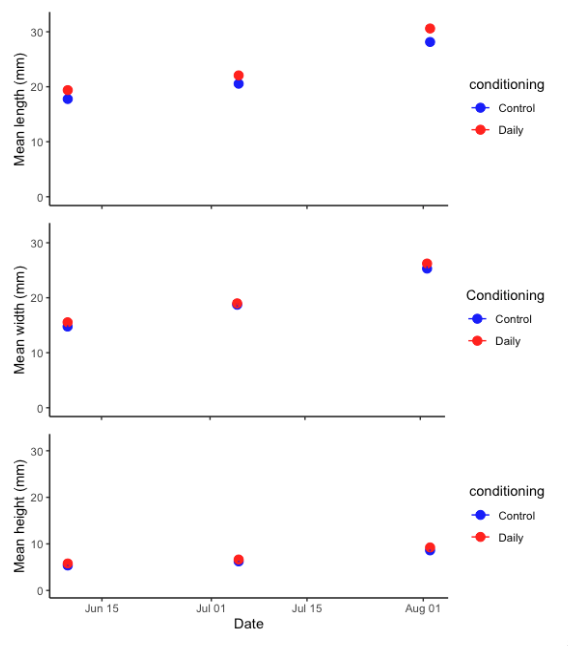 Mean length (mm)
30
20
10
0
conditioning
Control
Daily
Mean width (mm)
30
20
10
0
Conditioning
Control
Daily
Mean height (mm)
30
20
10
0
conditioning
Control
Daily
Jun 15 Jul 01 Jul 15 Aug 01
Date